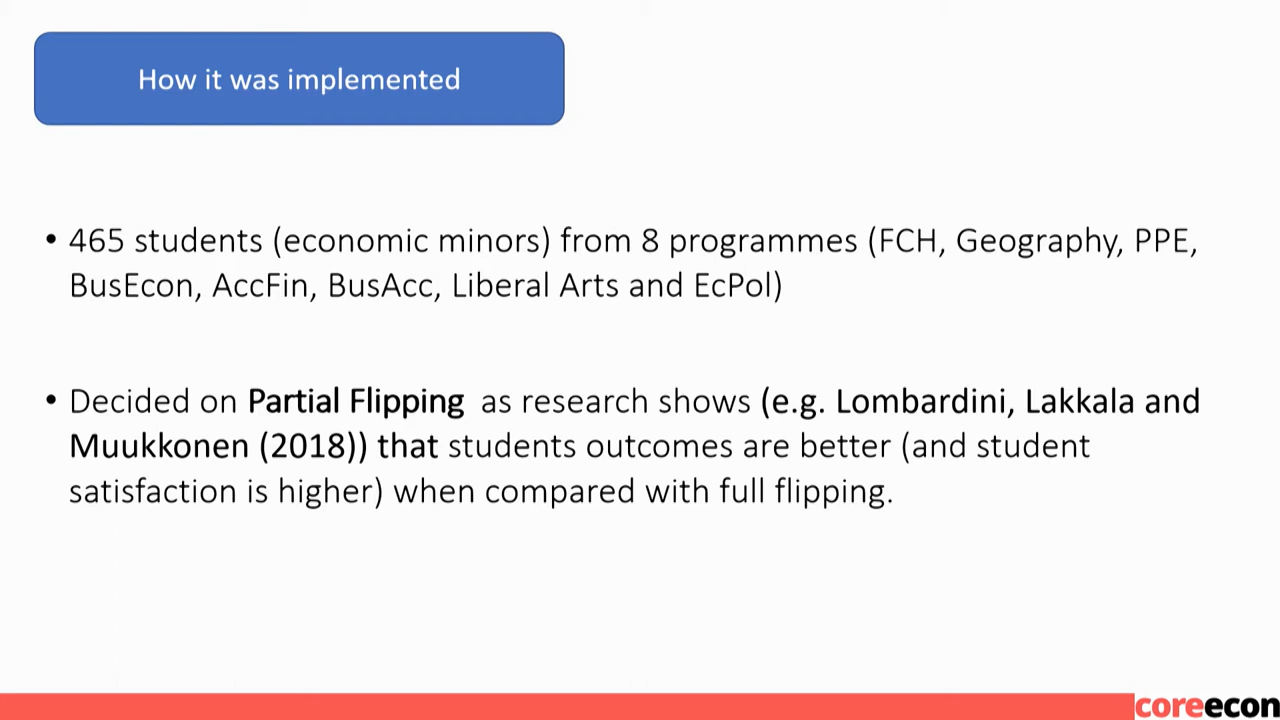 How it was implemented
• 465 students (economic minors) from 8 programmes (FCH, Geography, PPE,
BusEcon, AccFin, BusAcc, Liberal Arts and EcPol)
• Decided on Partial Flipping as research shows (e.g. Lombardini, Lakkala and
Muukkonen (2018)) that students outcomes are better (and student
satisfaction is higher) when compared with full flipping.
coreecon